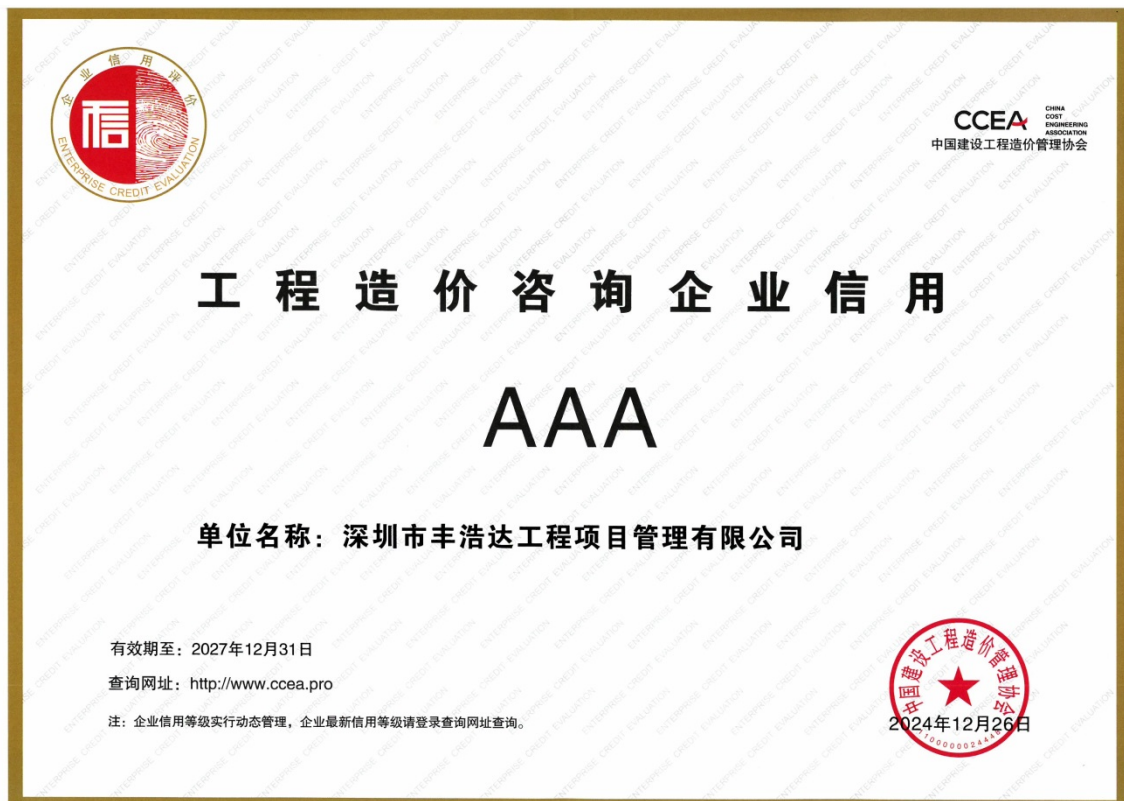 企业信用评价
信
ENTERPRISE CREDIT EVALUATION
CCEA
CHINA
COST
ENGINEERING
ASSOCIATION
中国建设工程造价管理协会
工程造价咨询企业信用
AAA
单位名称：深圳市丰浩达工程项目管理有限公司
有效期至：2027年12月31日
查询网址：http://www.ccea.pro
注：企业信用等级实行动态管理，企业最新信用等级请登录查询网址查询。
中国建设工程造价管理协会
2024年12月26日